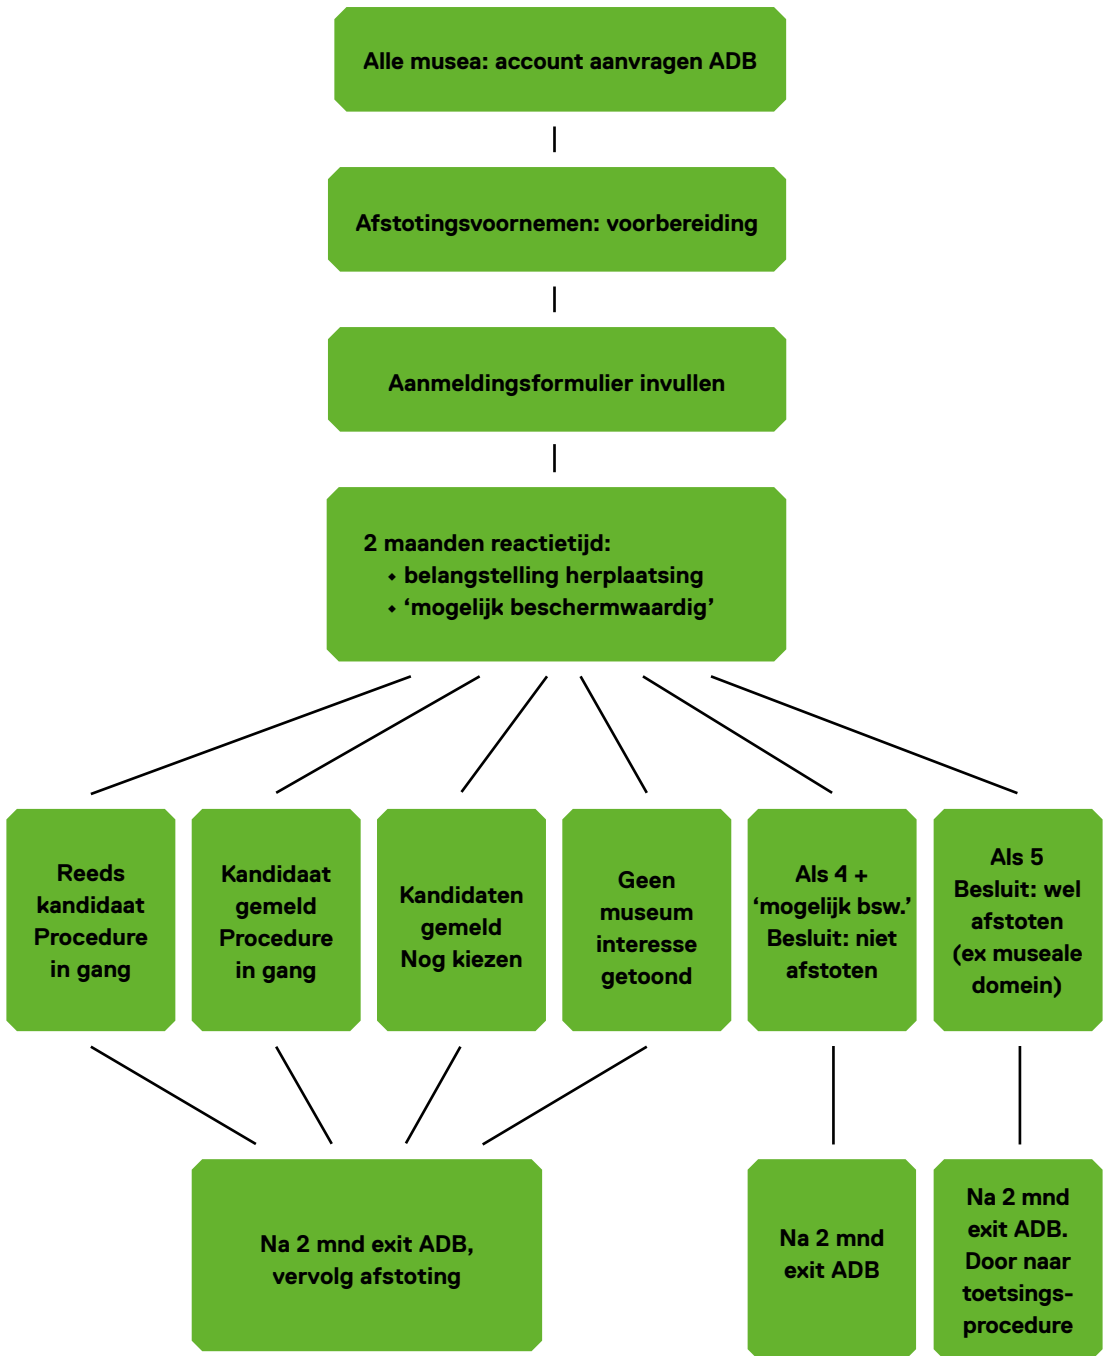 Alle musea: account aanvragen ADB
Afstotingsvoornemen: voorbereiding
Aanmeldingsformulier invullen
2 maanden reactietijd:
⬥ belangstelling herplaatsing
⬥ ‘mogelijk beschermwaardig’
Reeds
kandidaat
Procedure
in gang
Kandidaat
gemeld
Procedure
in gang
Kandidaten
gemeld
Nog kiezen
Geen
museum
interesse
getoond
Als 4 +
‘mogelijk bsw.’
Besluit: niet
afstoten
Als 5
Besluit: wel
afstoten
(ex museale
domein)
Na 2 mnd exit ADB,
vervolg afstoting
Na 2 mnd
exit ADB
Na 2 mnd
exit ADB.
Door naar
toetsings-
procedure